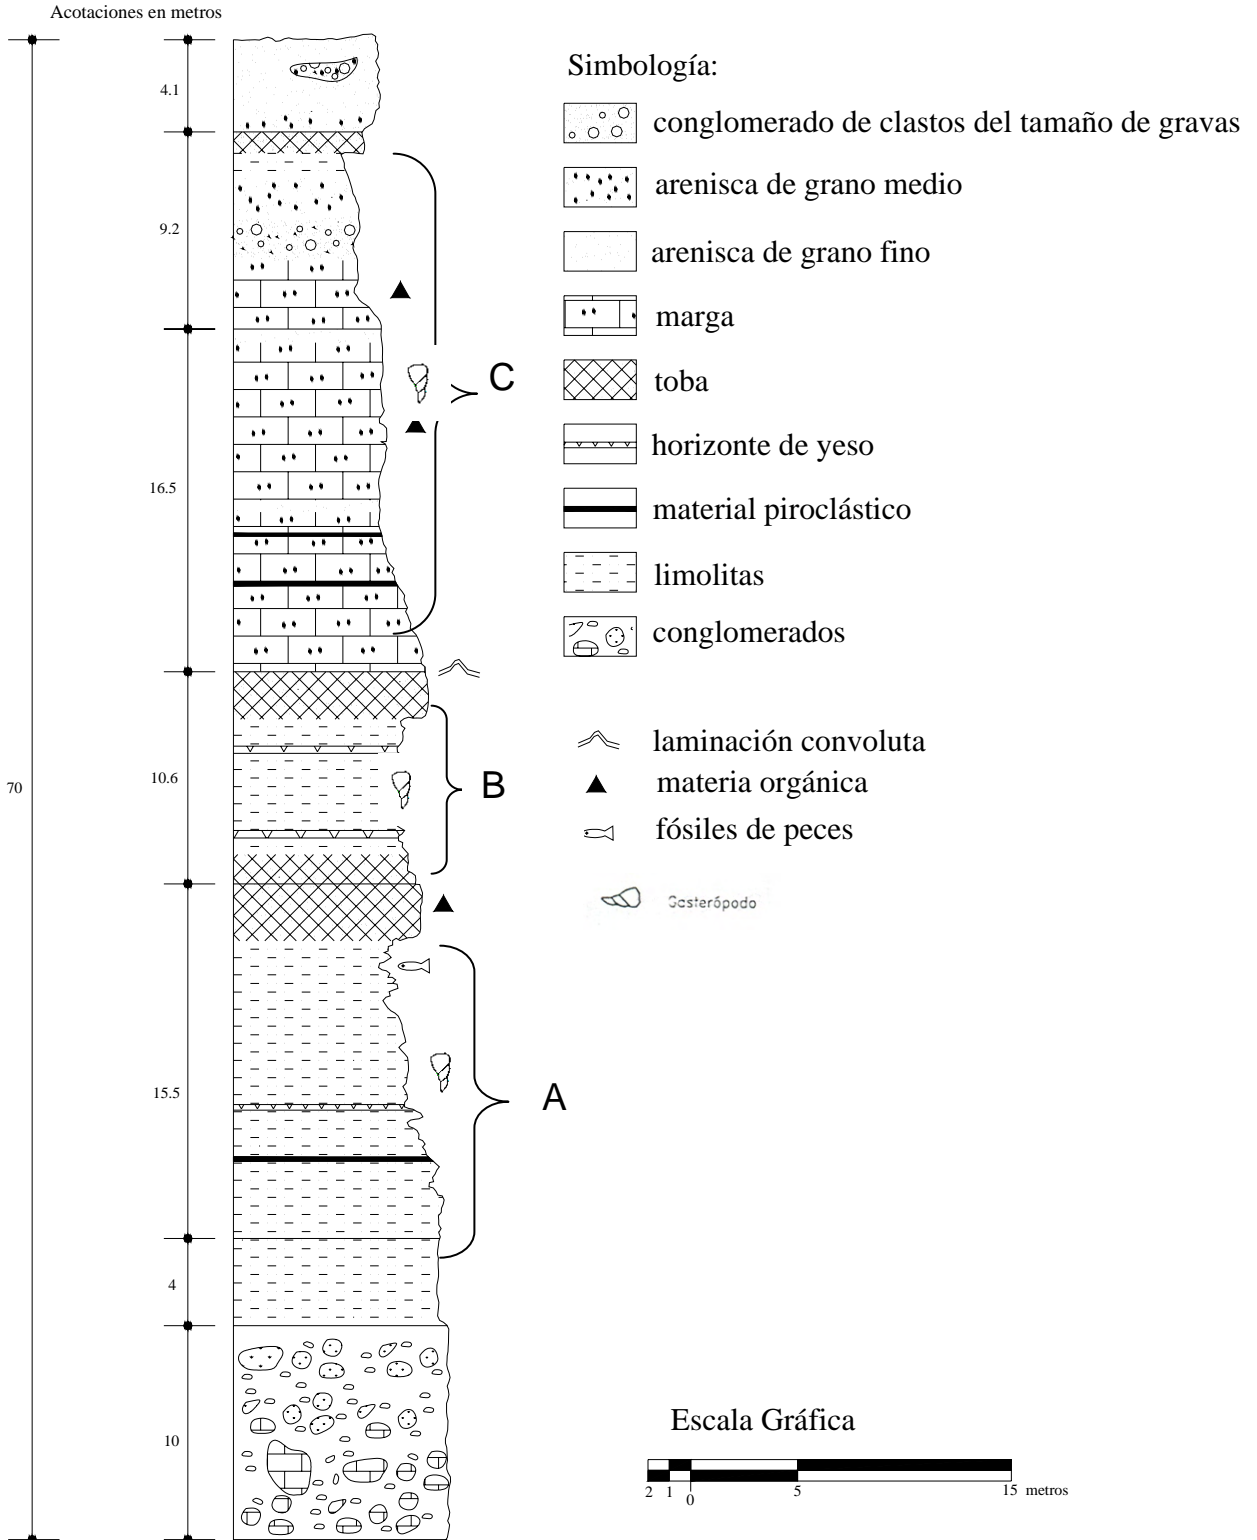 Acotaciones en metros
4.1
9.2
16.5
10.6
70
15.5
4
10
C
B
A
Simbología:
conglomerado de clastos del tamaño de gravas
arenisca de grano medio
arenisca de grano fino
marga
toba
horizonte de yeso
material piroclástico
limolitas
conglomerados
laminación convoluta
materia orgánica
fósiles de peces
Gasterópodo
Escala Gráfica
2 1 0 5 15 metros